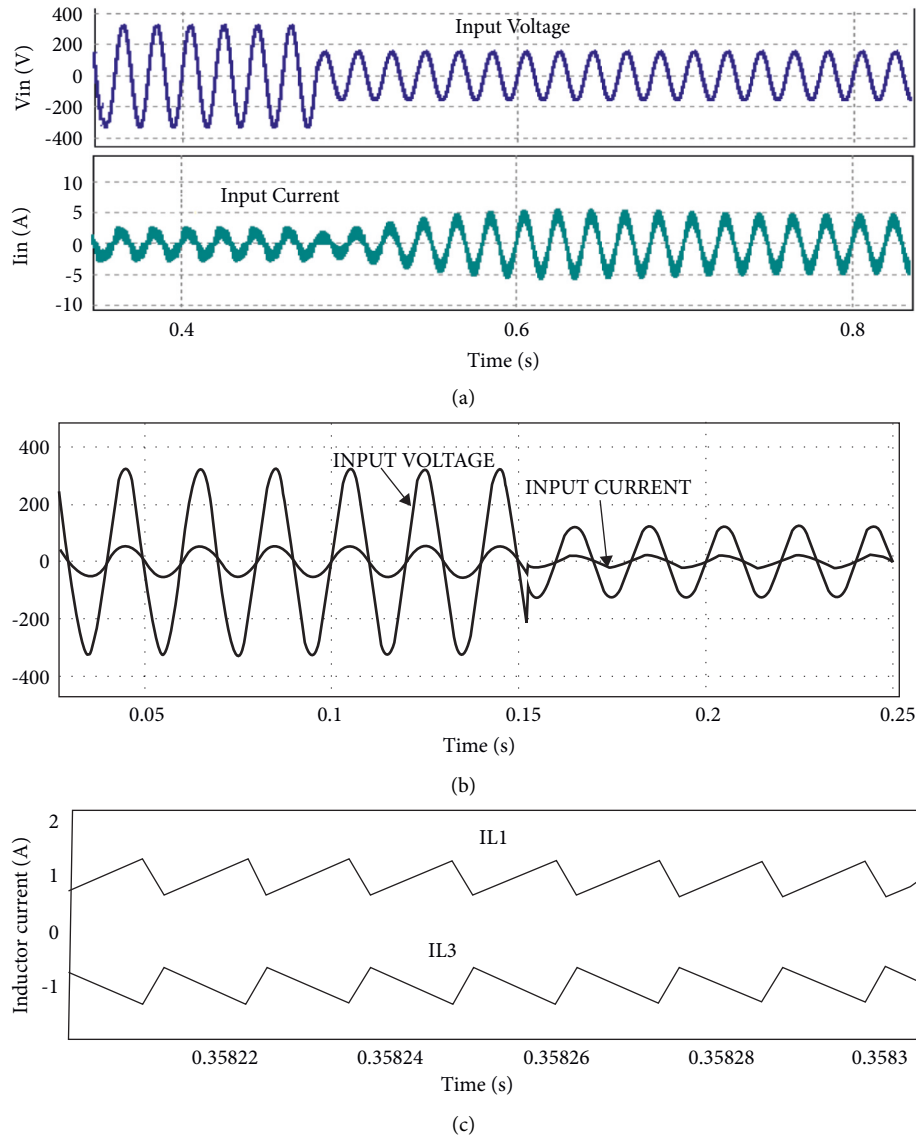 400
Input Voltage
200
0
-200
-400
Vin (V)
10
Input Current
5
0
-5
-10
Iin (A)
0.4 0.6 0.8
Time (s)
(a)
400
INPUT VOLTAGE
INPUT CURRENT
200
0
-200
-400
0.05 0.1 0.15 0.2 0.25
Time (s)
(b)
2
IL1
1
0
IL3
-1
Inductor current (A)
0.35822 0.35824 0.35826 0.35828 0.3583
Time (s)
(c)